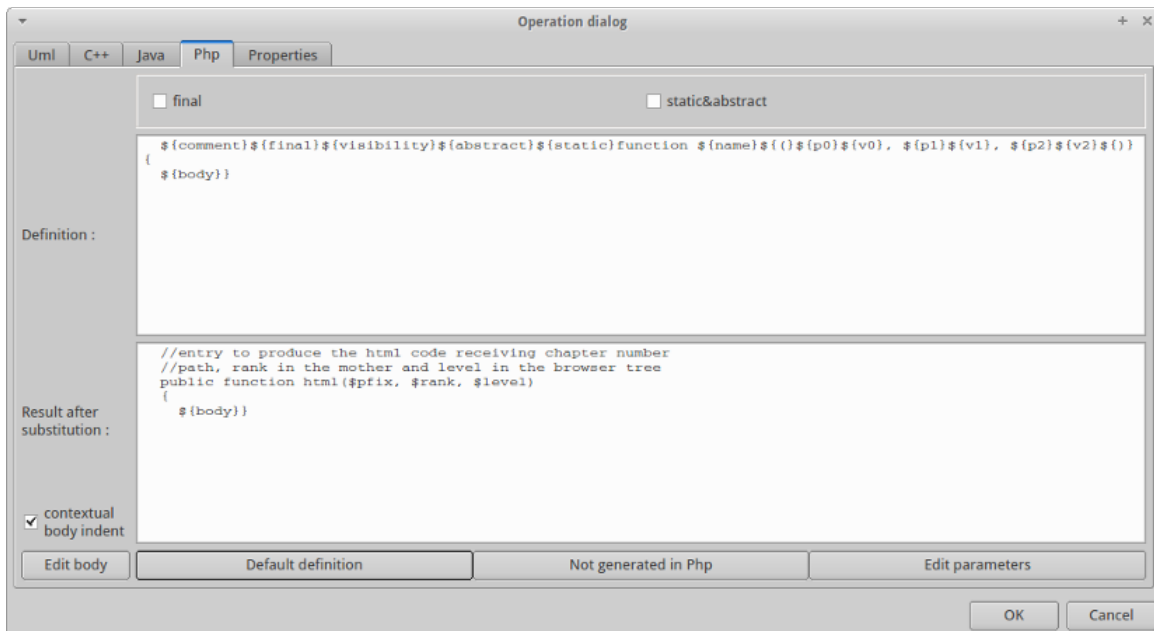 Operation dialog
Uml C++ Java Php Properties
final static&abstract
Definition :
${comment}${final}${visibility}${abstract}${static}function ${name}${(}${p0}${v0}, ${p1}${v1}, ${p2}${v2}${)}
{
${body}}
Result after
substitution :
//entry to produce the html code receiving chapter number
//path, rank in the mother and level in the browser tree
public function html($pfix, $rank, $level)
{
${body}}
contextual
body indent
Edit body Default definition Not generated in Php Edit parameters
OK Cancel